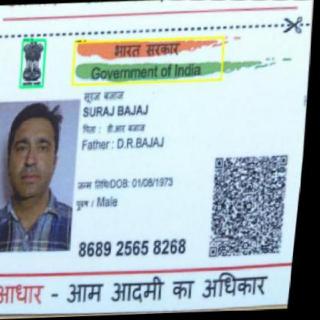 भारत सरकार
Government of India
सूरज बजाज
SURAJ BAJAJ
पिता : डी.आर बजाज
Father : D.R.BAJAJ
जन्म तिथि/DOB: 01/08/1973
पुरुष / Male
8689 2565 8268
आधार - आम आदमी का अधिकार